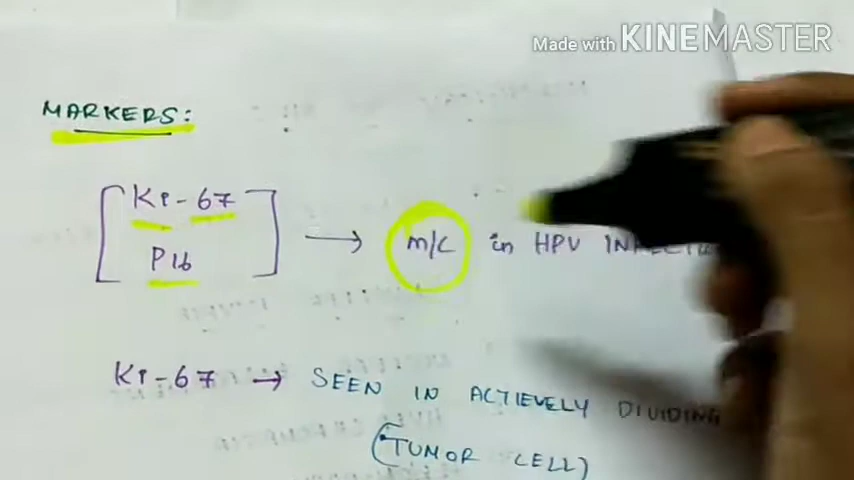 Made with KINEMASTER
MARKERS:
Ki-67
P16
→ m/c in HPV
Ki-67 → SEEN IN ACTIEVELY DIVIDING
(TUMOR CELL)